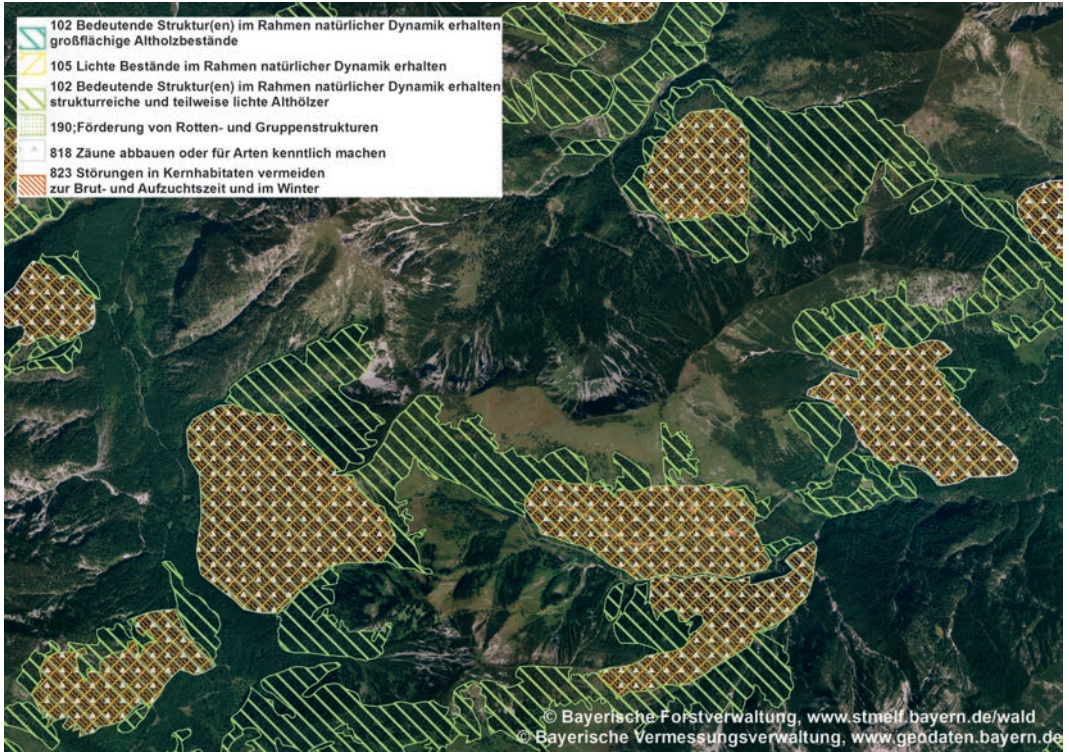 102 Bedeutende Struktur(en) im Rahmen natürlicher Dynamik erhalten
großflächige Altholzbestände
105 Lichte Bestände im Rahmen natürlicher Dynamik erhalten
102 Bedeutende Struktur(en) im Rahmen natürlicher Dynamik erhalten
strukturreiche und teilweise lichte Althölzer
190;Förderung von Rotten- und Gruppenstrukturen
818 Zäune abbauen oder für Arten kenntlich machen
823 Störungen in Kernhabitaten vermeiden
zur Brut- und Aufzuchtszeit und im Winter
© Bayerische Forstverwaltung, www.stmelf.bayern.de/wald
© Bayerische Vermessungsverwaltung, www.geodaten.bayern.de